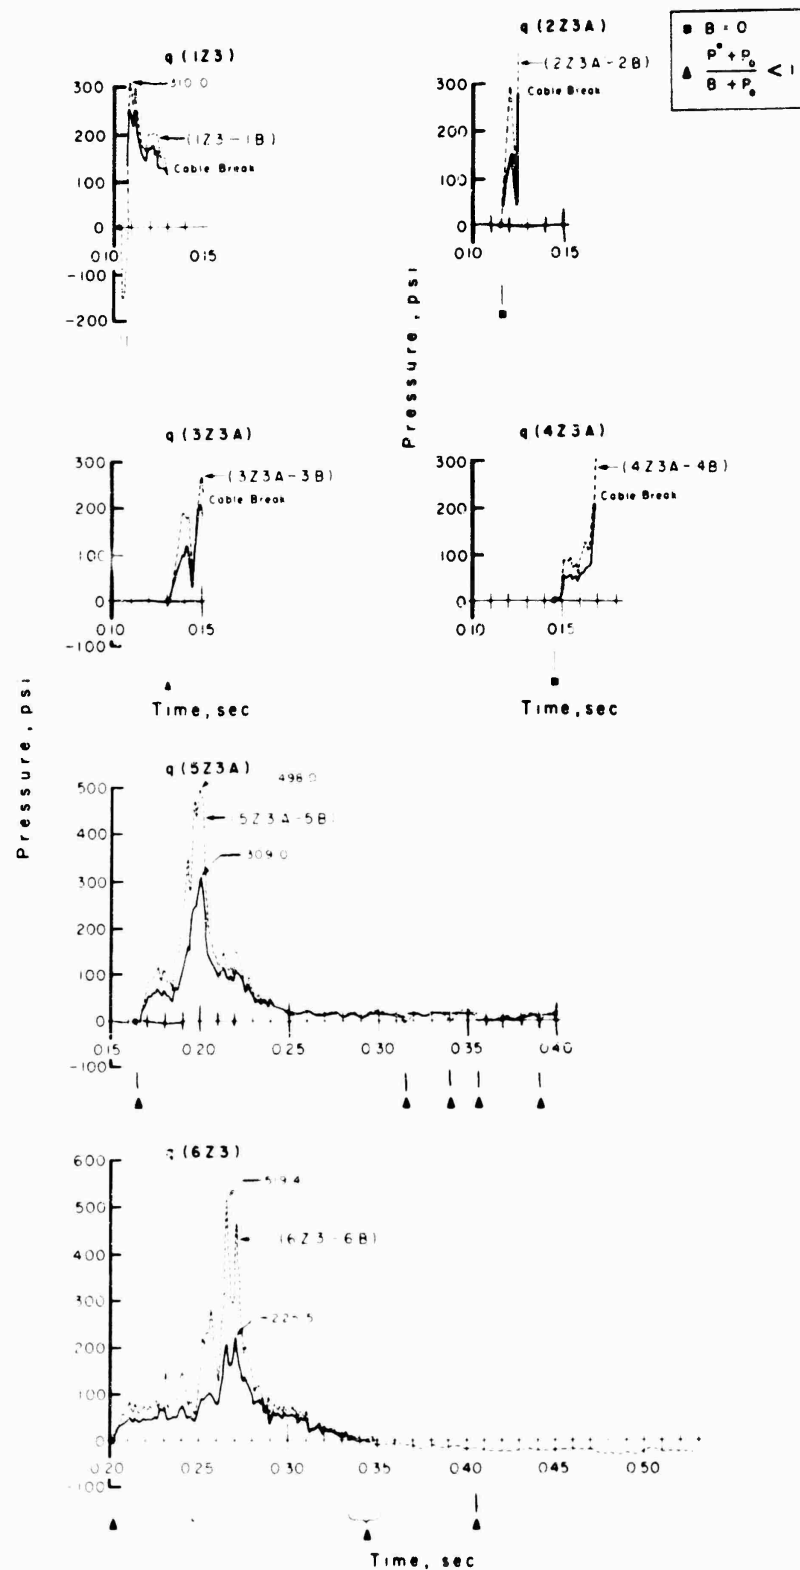 ■ B = 0
▲ P° + P₀ / B + P₀ < 1
q (1Z3)
310.0
(1Z3-1B)
Cable Break
300
200
100
0
-100
-200
0.10
0.15
q (2Z3A)
(2Z3A-2B)
Cable Break
300
200
100
0
0.10
0.15
Pressure, psi
q (3Z3A)
(3Z3A-3B)
Cable Break
300
200
100
0
-100
0.10
0.15
Time, sec
q (4Z3A)
(4Z3A-4B)
Cable Break
300
200
100
0
0.10
0.15
Time, sec
Pressure, psi
q (5Z3A)
498.0
(5Z3A-5B)
309.0
500
400
300
200
100
0
-100
0.15
0.20
0.25
0.30
0.35
0.40
q (6Z3)
(6Z3-6B)
600
500
400
300
200
100
0
-100
0.20
0.25
0.30
0.35
0.40
0.45
0.50
Time, sec